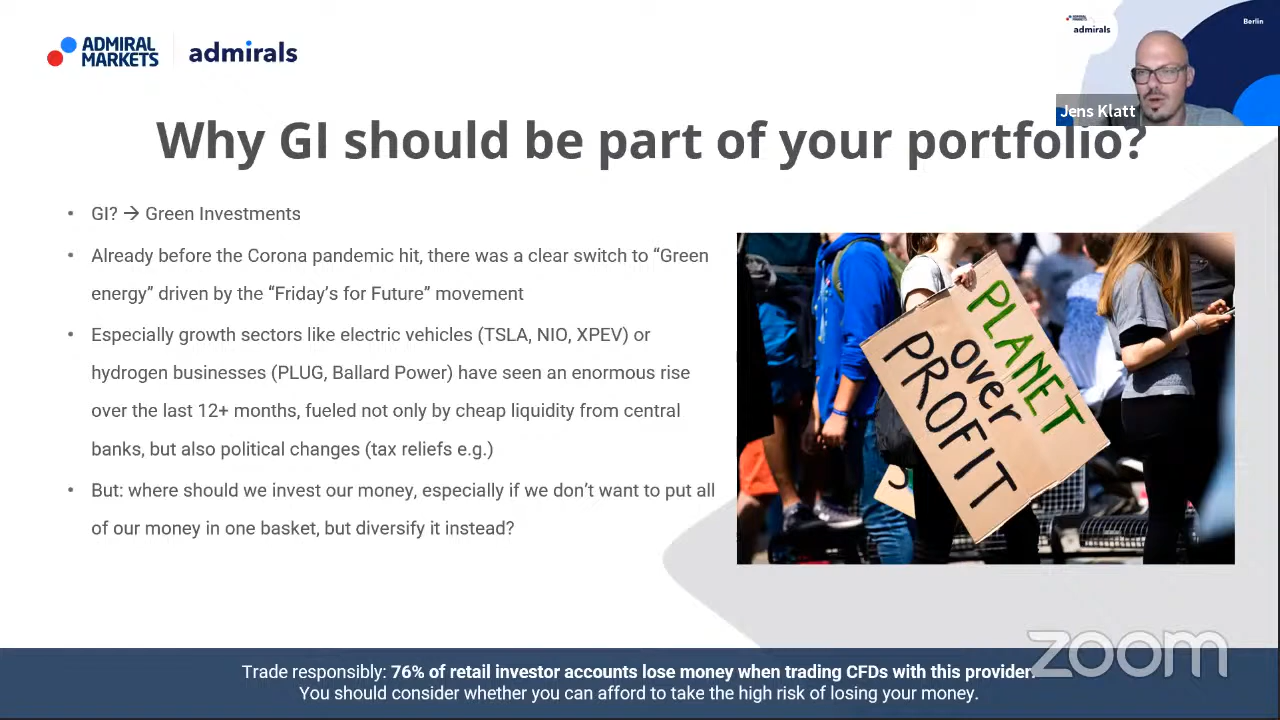 ADMIRAL
MARKETS
admirals
admirals
Berlin
Jens Klatt
Why GI should be part of your portfolio?
• GI? → Green Investments
• Already before the Corona pandemic hit, there was a clear switch to “Green
energy” driven by the “Friday’s for Future” movement
• Especially growth sectors like electric vehicles (TSLA, NIO, XPEV) or
hydrogen businesses (PLUG, Ballard Power) have seen an enormous rise
over the last 12+ months, fueled not only by cheap liquidity from central
banks, but also political changes (tax reliefs e.g.)
• But: where should we invest our money, especially if we don’t want to put all
of our money in one basket, but diversify it instead?
PLANET
over
PROFIT
zoom
Trade responsibly: 76% of retail investor accounts lose money when trading CFDs with this provider.
You should consider whether you can afford to take the high risk of losing your money.